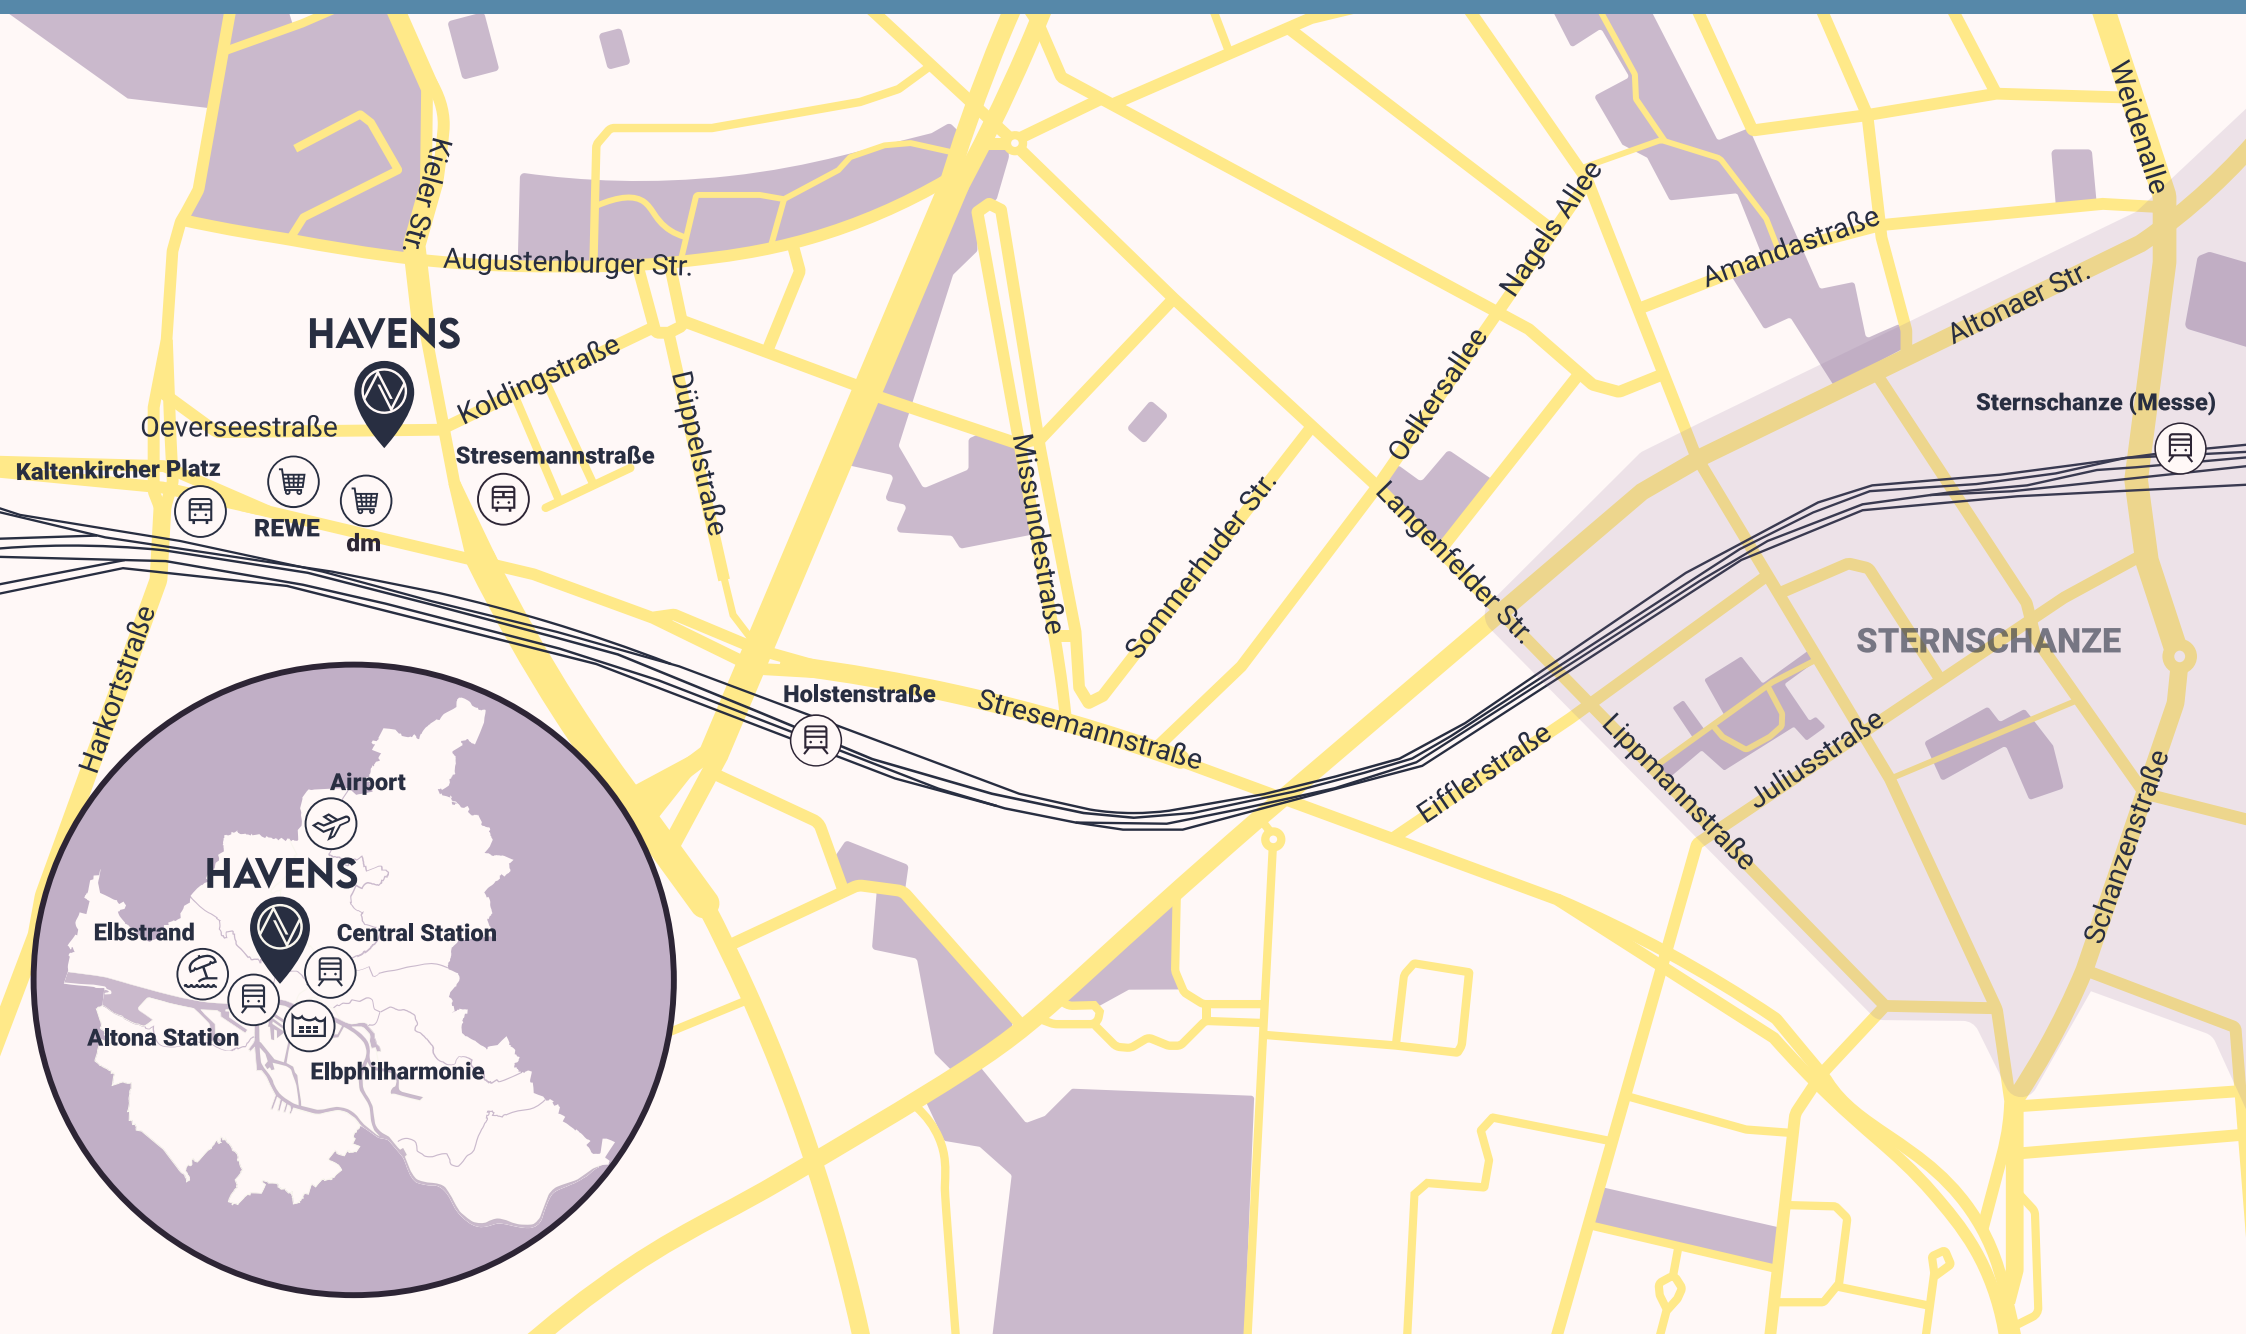 Weidenalle
Kieler Str.
Augustenburger Str.
Nagels Allee
Amandastraße
Altonaer Str.
HAVENS
Koldingstraße
Oeverseestraße
Düppelstraße
Oelkersallee
Sternschanze (Messe)
Kaltenkircher Platz
Stresemannstraße
REWE
dm
Missundestraße
Sommerhuder Str.
Langenfelder Str.
STERNSCHANZE
Harkortstraße
Holstenstraße
Stresemannstraße
Eifflerstraße
Lippmannstraße
Juliusstraße
Schanzenstraße
Airport
HAVENS
Elbstrand
Central Station
Altona Station
Elbphilharmonie